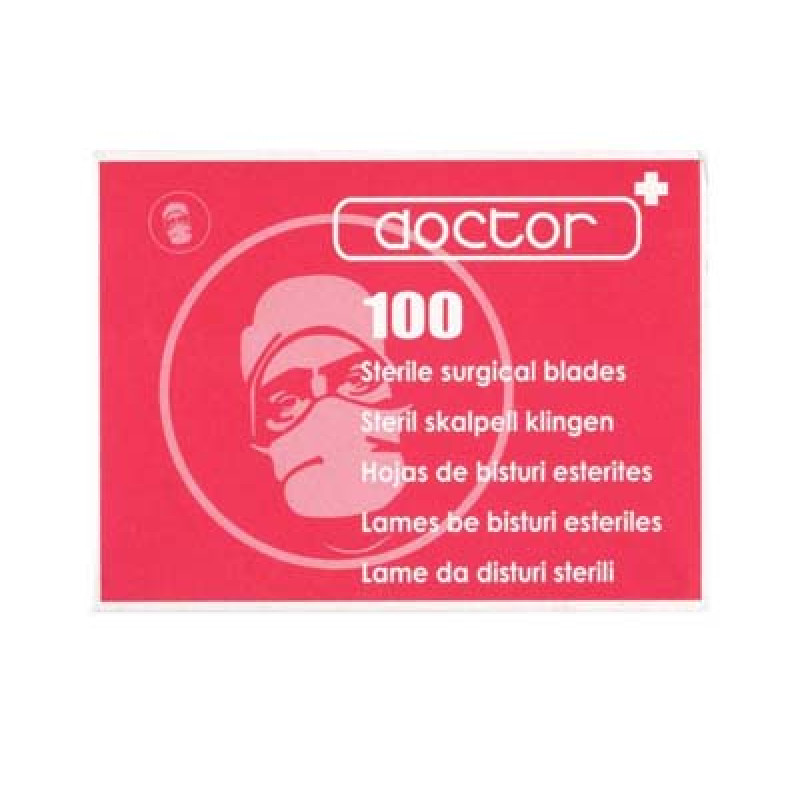 doctor
100
Sterile surgical blades
Steril skalpell klingen
Hojas de bisturi esterites
Lames be bisturi esteriles
Lame da disturi sterili